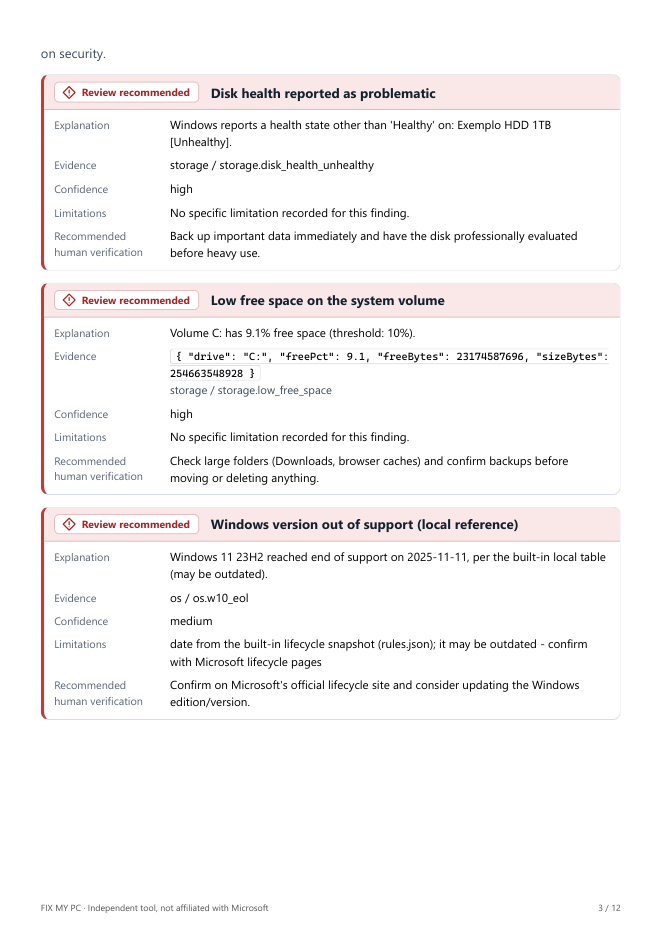 on security.
Review recommended Disk health reported as problematic
Explanation Windows reports a health state other than 'Healthy' on: Exemplo HDD 1TB
[Unhealthy].
Evidence storage / storage.disk_health_unhealthy
Confidence high
Limitations No specific limitation recorded for this finding.
Recommended Back up important data immediately and have the disk professionally evaluated
human verification before heavy use.
Review recommended Low free space on the system volume
Explanation Volume C: has 9.1% free space (threshold: 10%).
Evidence { "drive": "C:", "freePct": 9.1, "freeBytes": 23174587696, "sizeBytes":
254663548928 }
storage / storage.low_free_space
Confidence high
Limitations No specific limitation recorded for this finding.
Recommended Check large folders (Downloads, browser caches) and confirm backups before
human verification moving or deleting anything.
Review recommended Windows version out of support (local reference)
Explanation Windows 11 23H2 reached end of support on 2025-11-11, per the built-in local table
(may be outdated).
Evidence os / os.w10_eol
Confidence medium
Limitations date from the built-in lifecycle snapshot (rules.json); it may be outdated - confirm
with Microsoft lifecycle pages
Recommended Confirm on Microsoft's official lifecycle site and consider updating the Windows
human verification edition/version.
FIX MY PC · Independent tool, not affiliated with Microsoft 3 / 12